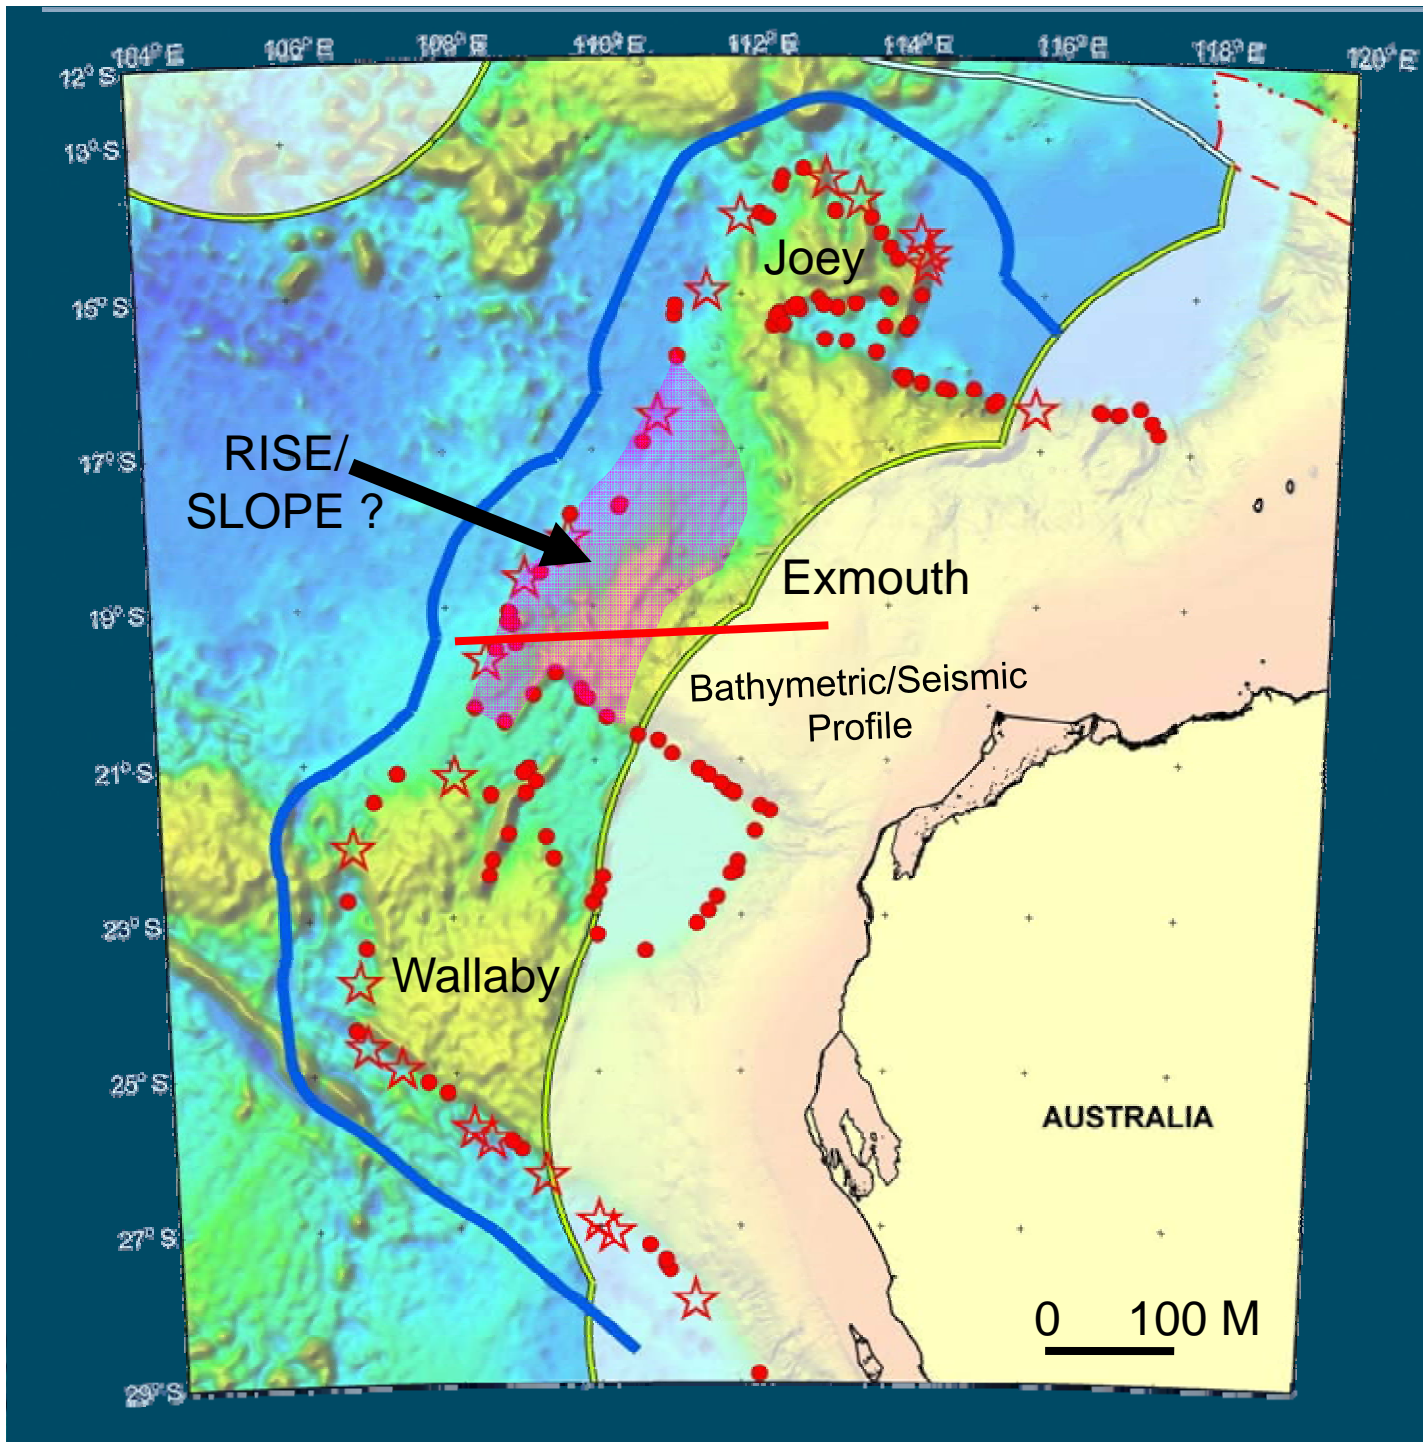 104° E 106° E 108° E 110° E 112° E 114° E 116° E 118° E 120° E
12° S
13° S
Joey
15° S
RISE/
SLOPE ?
17° S
Exmouth
19° S
Bathymetric/Seismic
Profile
21° S
23° S
Wallaby
25° S
AUSTRALIA
27° S
0 100 M
29° S